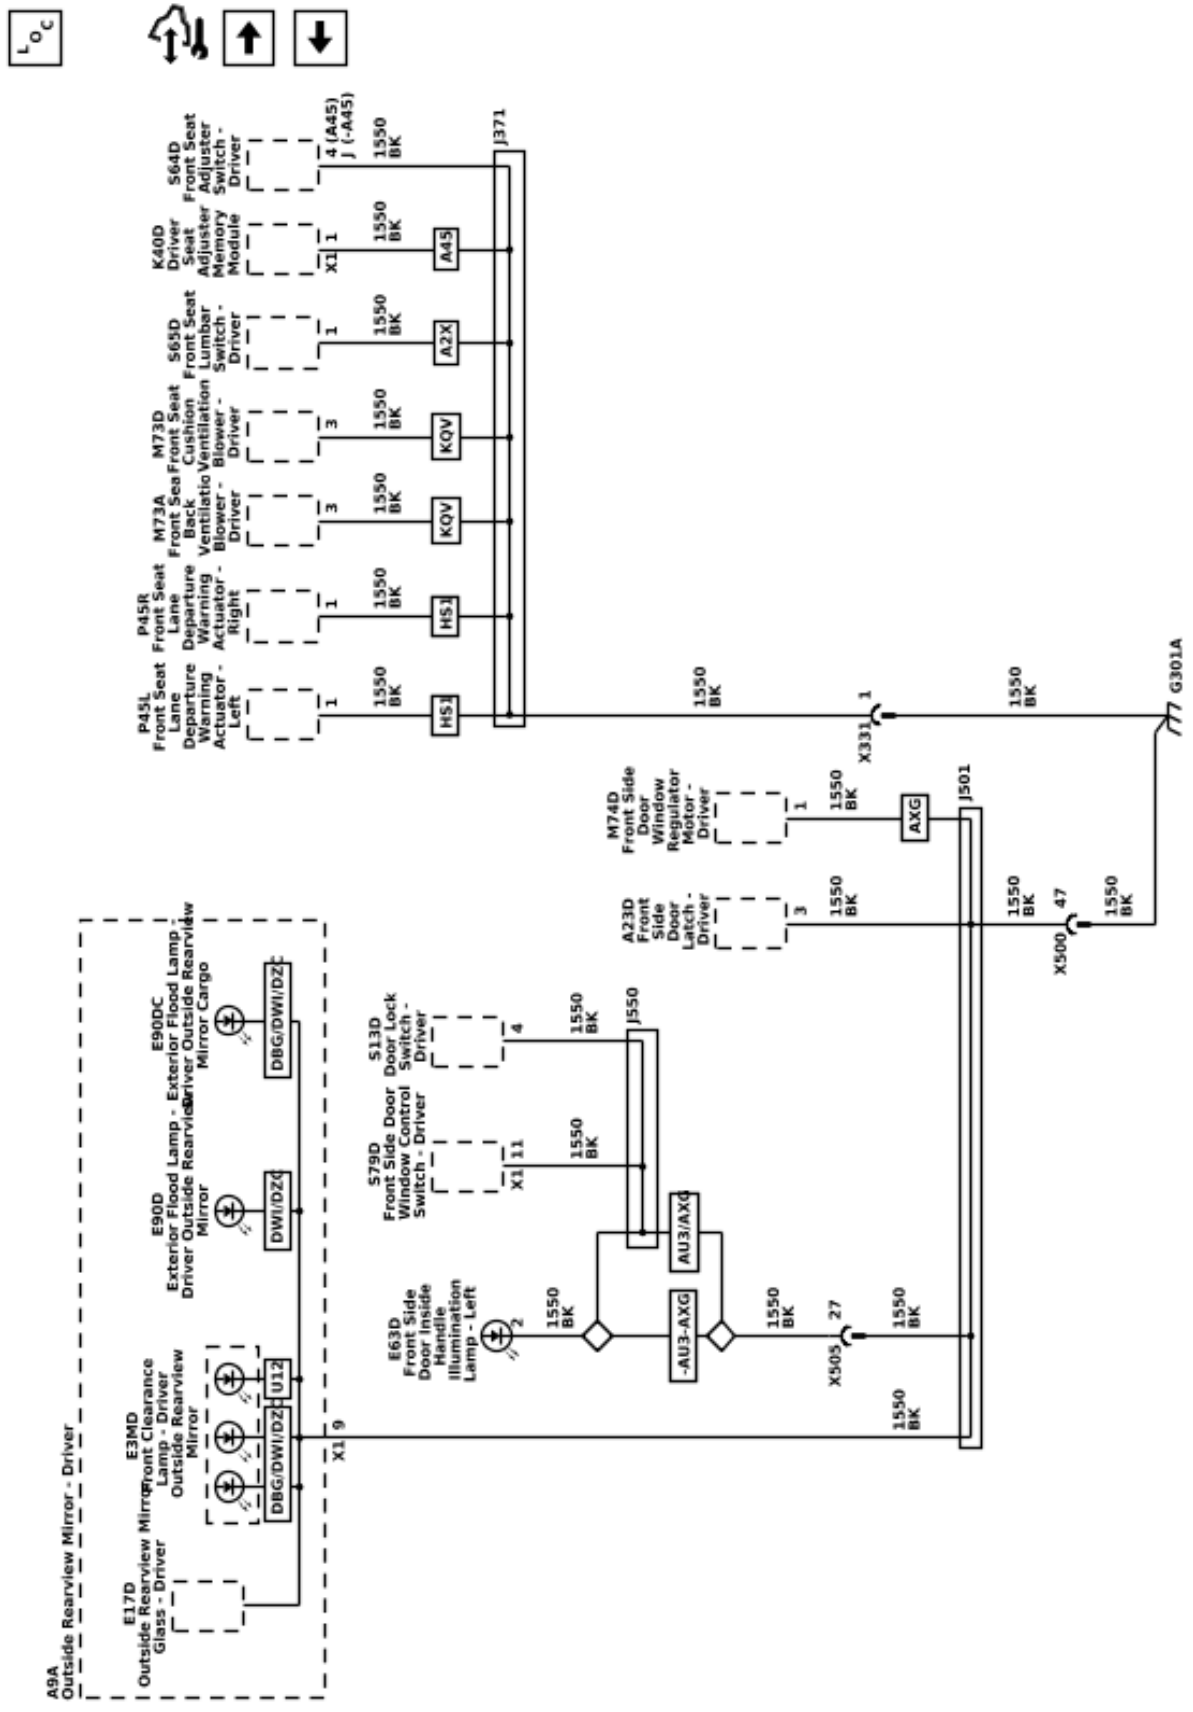 LOC
A9A
Outside Rearview Mirror - Driver
E17D
Outside Rearview Mirror
Glass - Driver
E3MD
Front Clearance
Lamp - Driver
Outside Rearview
Mirror
DBG/DWI/DZC
U12
E90D
Exterior Flood Lamp -
Driver Outside Rearview
Mirror
DWI/DZC
E90DC
Exterior Flood Lamp -
Driver Outside Rearview
Mirror Cargo
DBG/DWI/DZC
X1 9
1550
BK
P45L
Front Seat
Lane
Departure
Warning
Actuator -
Left
1
1550
BK
HS1
P45R
Front Seat
Lane
Departure
Warning
Actuator -
Right
1
1550
BK
HS1
M73A
Front Sea
Back
Ventilatio
Blower -
Driver
3
1550
BK
KQV
M73D
Front Seat
Cushion
Ventilation
Blower -
Driver
3
1550
BK
KQV
S65D
Front Seat
Lumbar
Switch -
Driver
1
1550
BK
A2X
K40D
Driver
Seat
Adjuster
Memory
Module
X1 1
1550
BK
A45
S64D
Front Seat
Adjuster
Switch -
Driver
4 (A45)
J (-A45)
1550
BK
J371
E63D
Front Side
Door Inside
Handle
Illumination
Lamp - Left
2
1550
BK
S79D
Front Side Door
Window Control
Switch - Driver
X1 11
1550
BK
S13D
Door Lock
Switch -
Driver
4
1550
BK
J550
-AU3-AXG
AU3/AXG
1550
BK
X505 27
1550
BK
A23D
Front
Side
Door
Latch -
Driver
3
1550
BK
M74D
Front Side
Door
Window
Regulator
Motor -
Driver
1
1550
BK
AXG
J501
1550
BK
X331 1
1550
BK
1550
BK
X500 47
1550
BK
G301A